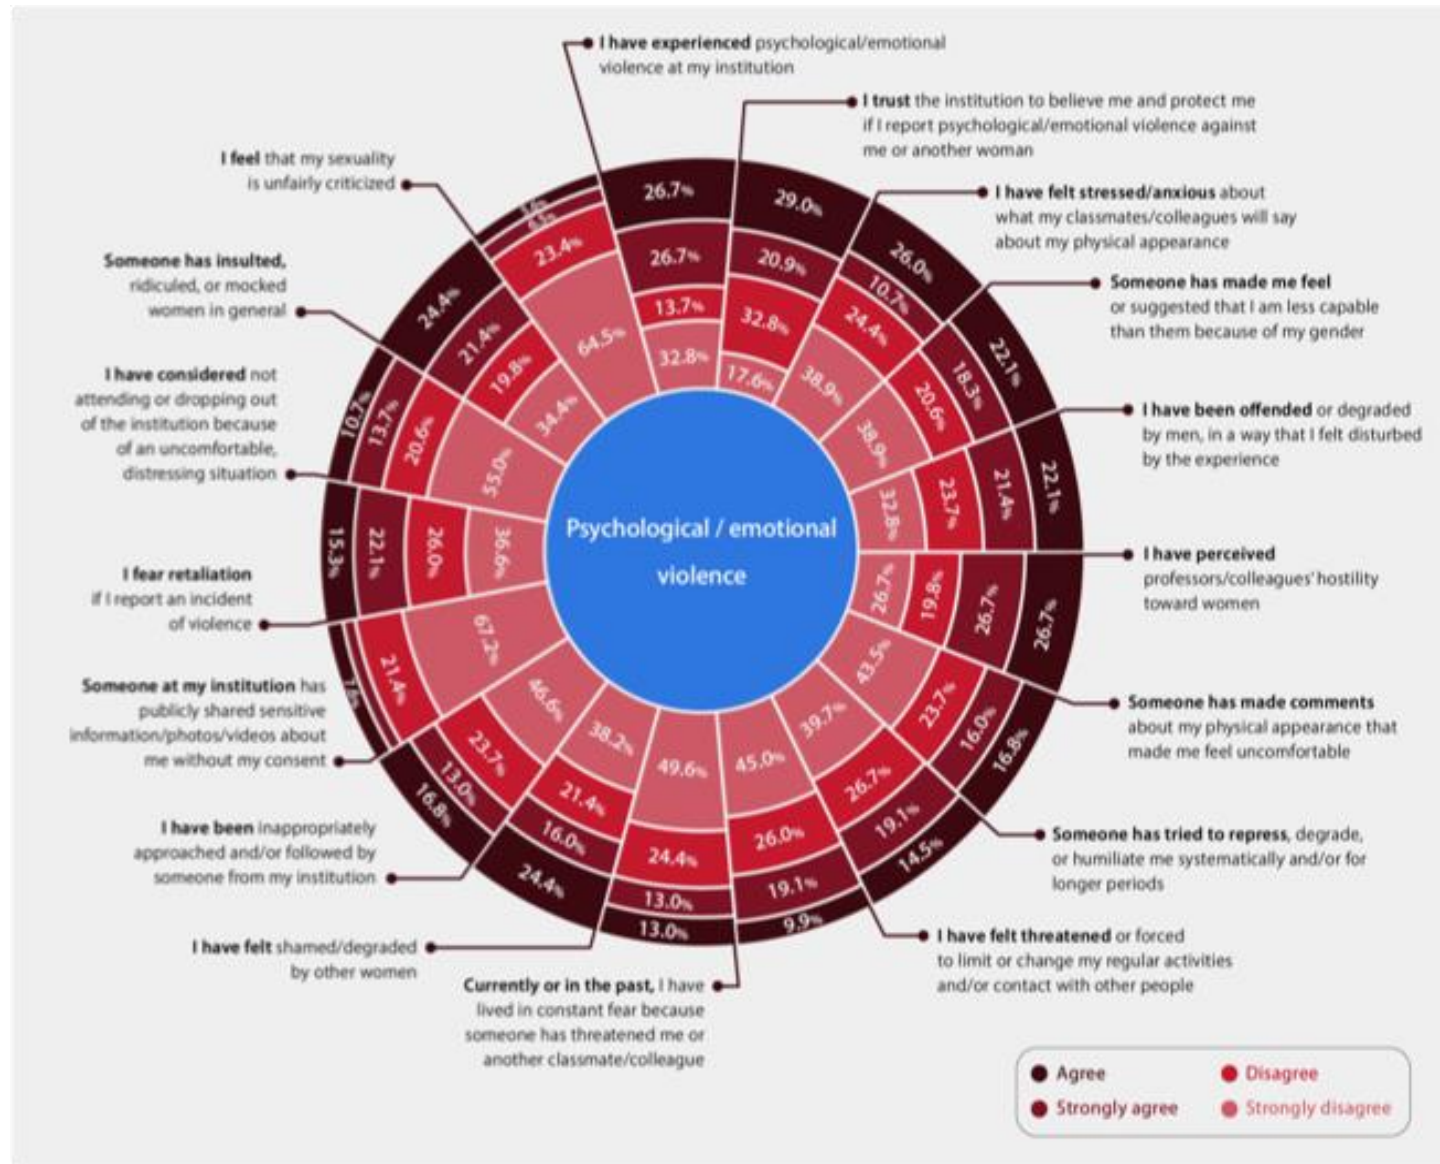 I have experienced psychological/emotional
violence at my institution
I trust the institution to believe me and protect me
if I report psychological/emotional violence against
me or another woman
I have felt stressed/anxious about
what my classmates/colleagues will say
about my physical appearance
Someone has made me feel
or suggested that I am less capable
than them because of my gender
I have been offended or degraded
by men, in a way that I felt disturbed
by the experience
I have perceived
professors/colleagues' hostility
toward women
Someone has made comments
about my physical appearance that
made me feel uncomfortable
Someone has tried to repress, degrade,
or humiliate me systematically and/or for
longer periods
I have felt threatened or forced
to limit or change my regular activities
and/or contact with other people
Currently or in the past, I have
lived in constant fear because
someone has threatened me or
another classmate/colleague
I have felt shamed/degraded
by other women
I have been inappropriately
approached and/or followed by
someone from my institution
Someone at my institution has
publicly shared sensitive
information/photos/videos about
me without my consent
I fear retaliation
if I report an incident
of violence
I have considered not
attending or dropping out
of the institution because
of an uncomfortable,
distressing situation
Someone has insulted,
ridiculed, or mocked
women in general
I feel that my sexuality
is unfairly criticized
26.7%
26.7%
13.7%
32.8%
29.0%
20.9%
32.8%
17.6%
26.0%
10.7%
24.4%
38.9%
22.1%
18.3%
20.6%
38.9%
22.1%
21.4%
23.7%
32.8%
26.7%
26.7%
19.8%
26.7%
16.8%
16.0%
23.7%
43.5%
14.5%
19.1%
26.7%
39.7%
9.9%
19.1%
26.0%
45.0%
13.0%
13.0%
24.4%
49.6%
24.4%
16.0%
21.4%
38.2%
16.8%
13.0%
23.7%
46.6%
21.4%
67.2%
15.3%
22.1%
26.0%
36.6%
10.7%
13.7%
20.6%
55.0%
24.4%
21.4%
19.8%
34.4%
23.4%
64.5%
Psychological / emotional
violence
Agree
Disagree
Strongly agree
Strongly disagree